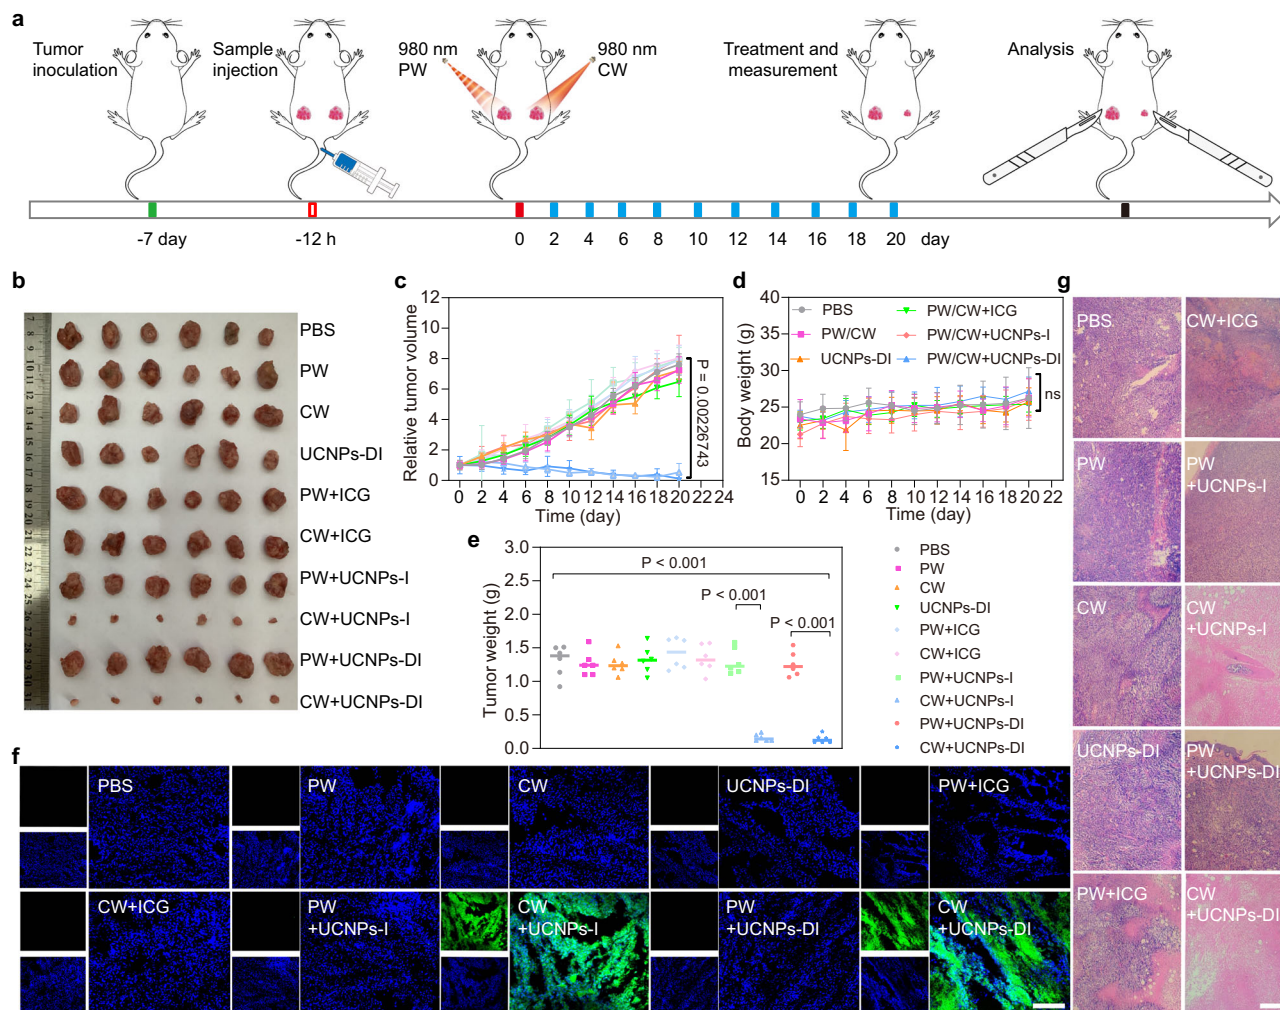 a
Tumor
inoculation
Sample
injection
980 nm
PW
980 nm
CW
Treatment and
measurement
Analysis
-7 day
-12 h
0 2 4 6 8 10 12 14 16 18 20 day
b
PBS
PW
CW
UCNPs-DI
PW+ICG
CW+ICG
PW+UCNPs-I
CW+UCNPs-I
PW+UCNPs-DI
CW+UCNPs-DI
c
Relative tumor volume
12
10
8
6
4
2
0
0 2 4 6 8 10 12 14 16 18 20 22 24
Time (day)
P = 0.00226743
d
Body weight (g)
40
35
30
25
20
15
PBS
PW/CW
UCNPs-DI
PW/CW+ICG
PW/CW+UCNPs-I
PW/CW+UCNPs-DI
ns
0 2 4 6 8 10 12 14 16 18 20 22
Time (day)
e
Tumor weight (g)
3.0
2.5
2.0
1.5
1.0
0.5
0.0
P < 0.001
P < 0.001
P < 0.001
PBS
PW
CW
UCNPs-DI
PW+ICG
CW+ICG
PW+UCNPs-I
CW+UCNPs-I
PW+UCNPs-DI
CW+UCNPs-DI
f
PBS
PW
CW
UCNPs-DI
PW+ICG
CW+ICG
PW
+UCNPs-I
CW
+UCNPs-I
PW
+UCNPs-DI
CW
+UCNPs-DI
g
PBS
CW+ICG
PW
PW
+UCNPs-I
CW
CW
+UCNPs-I
UCNPs-DI
PW
+UCNPs-DI
PW+ICG
CW
+UCNPs-DI